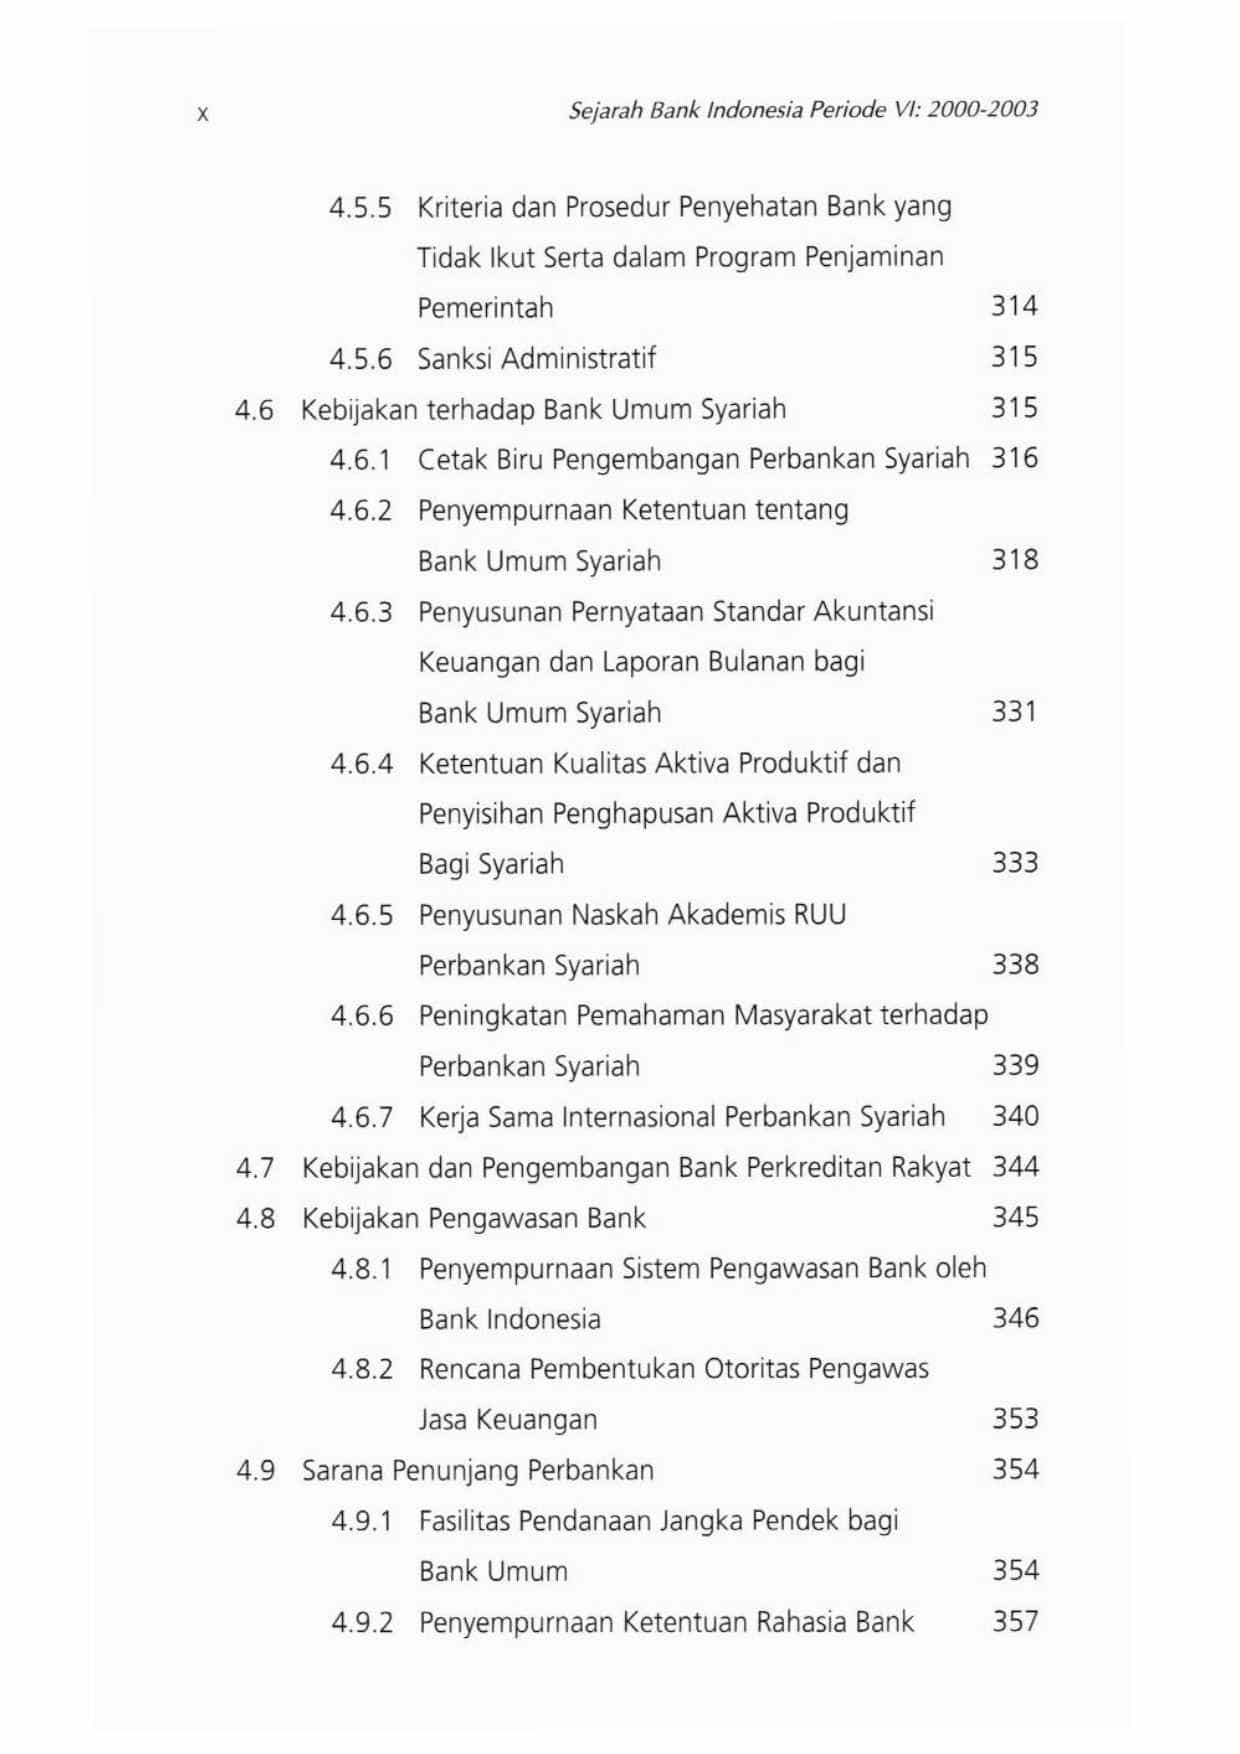 x Sejarah Bank Indonesia Periode VI: 2000-2003
4.5.5 Kriteria dan Prosedur Penyehatan Bank yang
Tidak Ikut Serta dalam Program Penjaminan
Pemerintah 314
4.5.6 Sanksi Administratif 315
4.6 Kebijakan terhadap Bank Umum Syariah 315
4.6.1 Cetak Biru Pengembangan Perbankan Syariah 316
4.6.2 Penyempurnaan Ketentuan tentang
Bank Umum Syariah 318
4.6.3 Penyusunan Pernyataan Standar Akuntansi
Keuangan dan Laporan Bulanan bagi
Bank Umum Syariah 331
4.6.4 Ketentuan Kualitas Aktiva Produktif dan
Penyisihan Penghapusan Aktiva Produktif
Bagi Syariah 333
4.6.5 Penyusunan Naskah Akademis RUU
Perbankan Syariah 338
4.6.6 Peningkatan Pemahaman Masyarakat terhadap
Perbankan Syariah 339
4.6.7 Kerja Sama Internasional Perbankan Syariah 340
4.7 Kebijakan dan Pengembangan Bank Perkreditan Rakyat 344
4.8 Kebijakan Pengawasan Bank 345
4.8.1 Penyempurnaan Sistem Pengawasan Bank oleh
Bank Indonesia 346
4.8.2 Rencana Pembentukan Otoritas Pengawas
Jasa Keuangan 353
4.9 Sarana Penunjang Perbankan 354
4.9.1 Fasilitas Pendanaan Jangka Pendek bagi
Bank Umum 354
4.9.2 Penyempurnaan Ketentuan Rahasia Bank 357